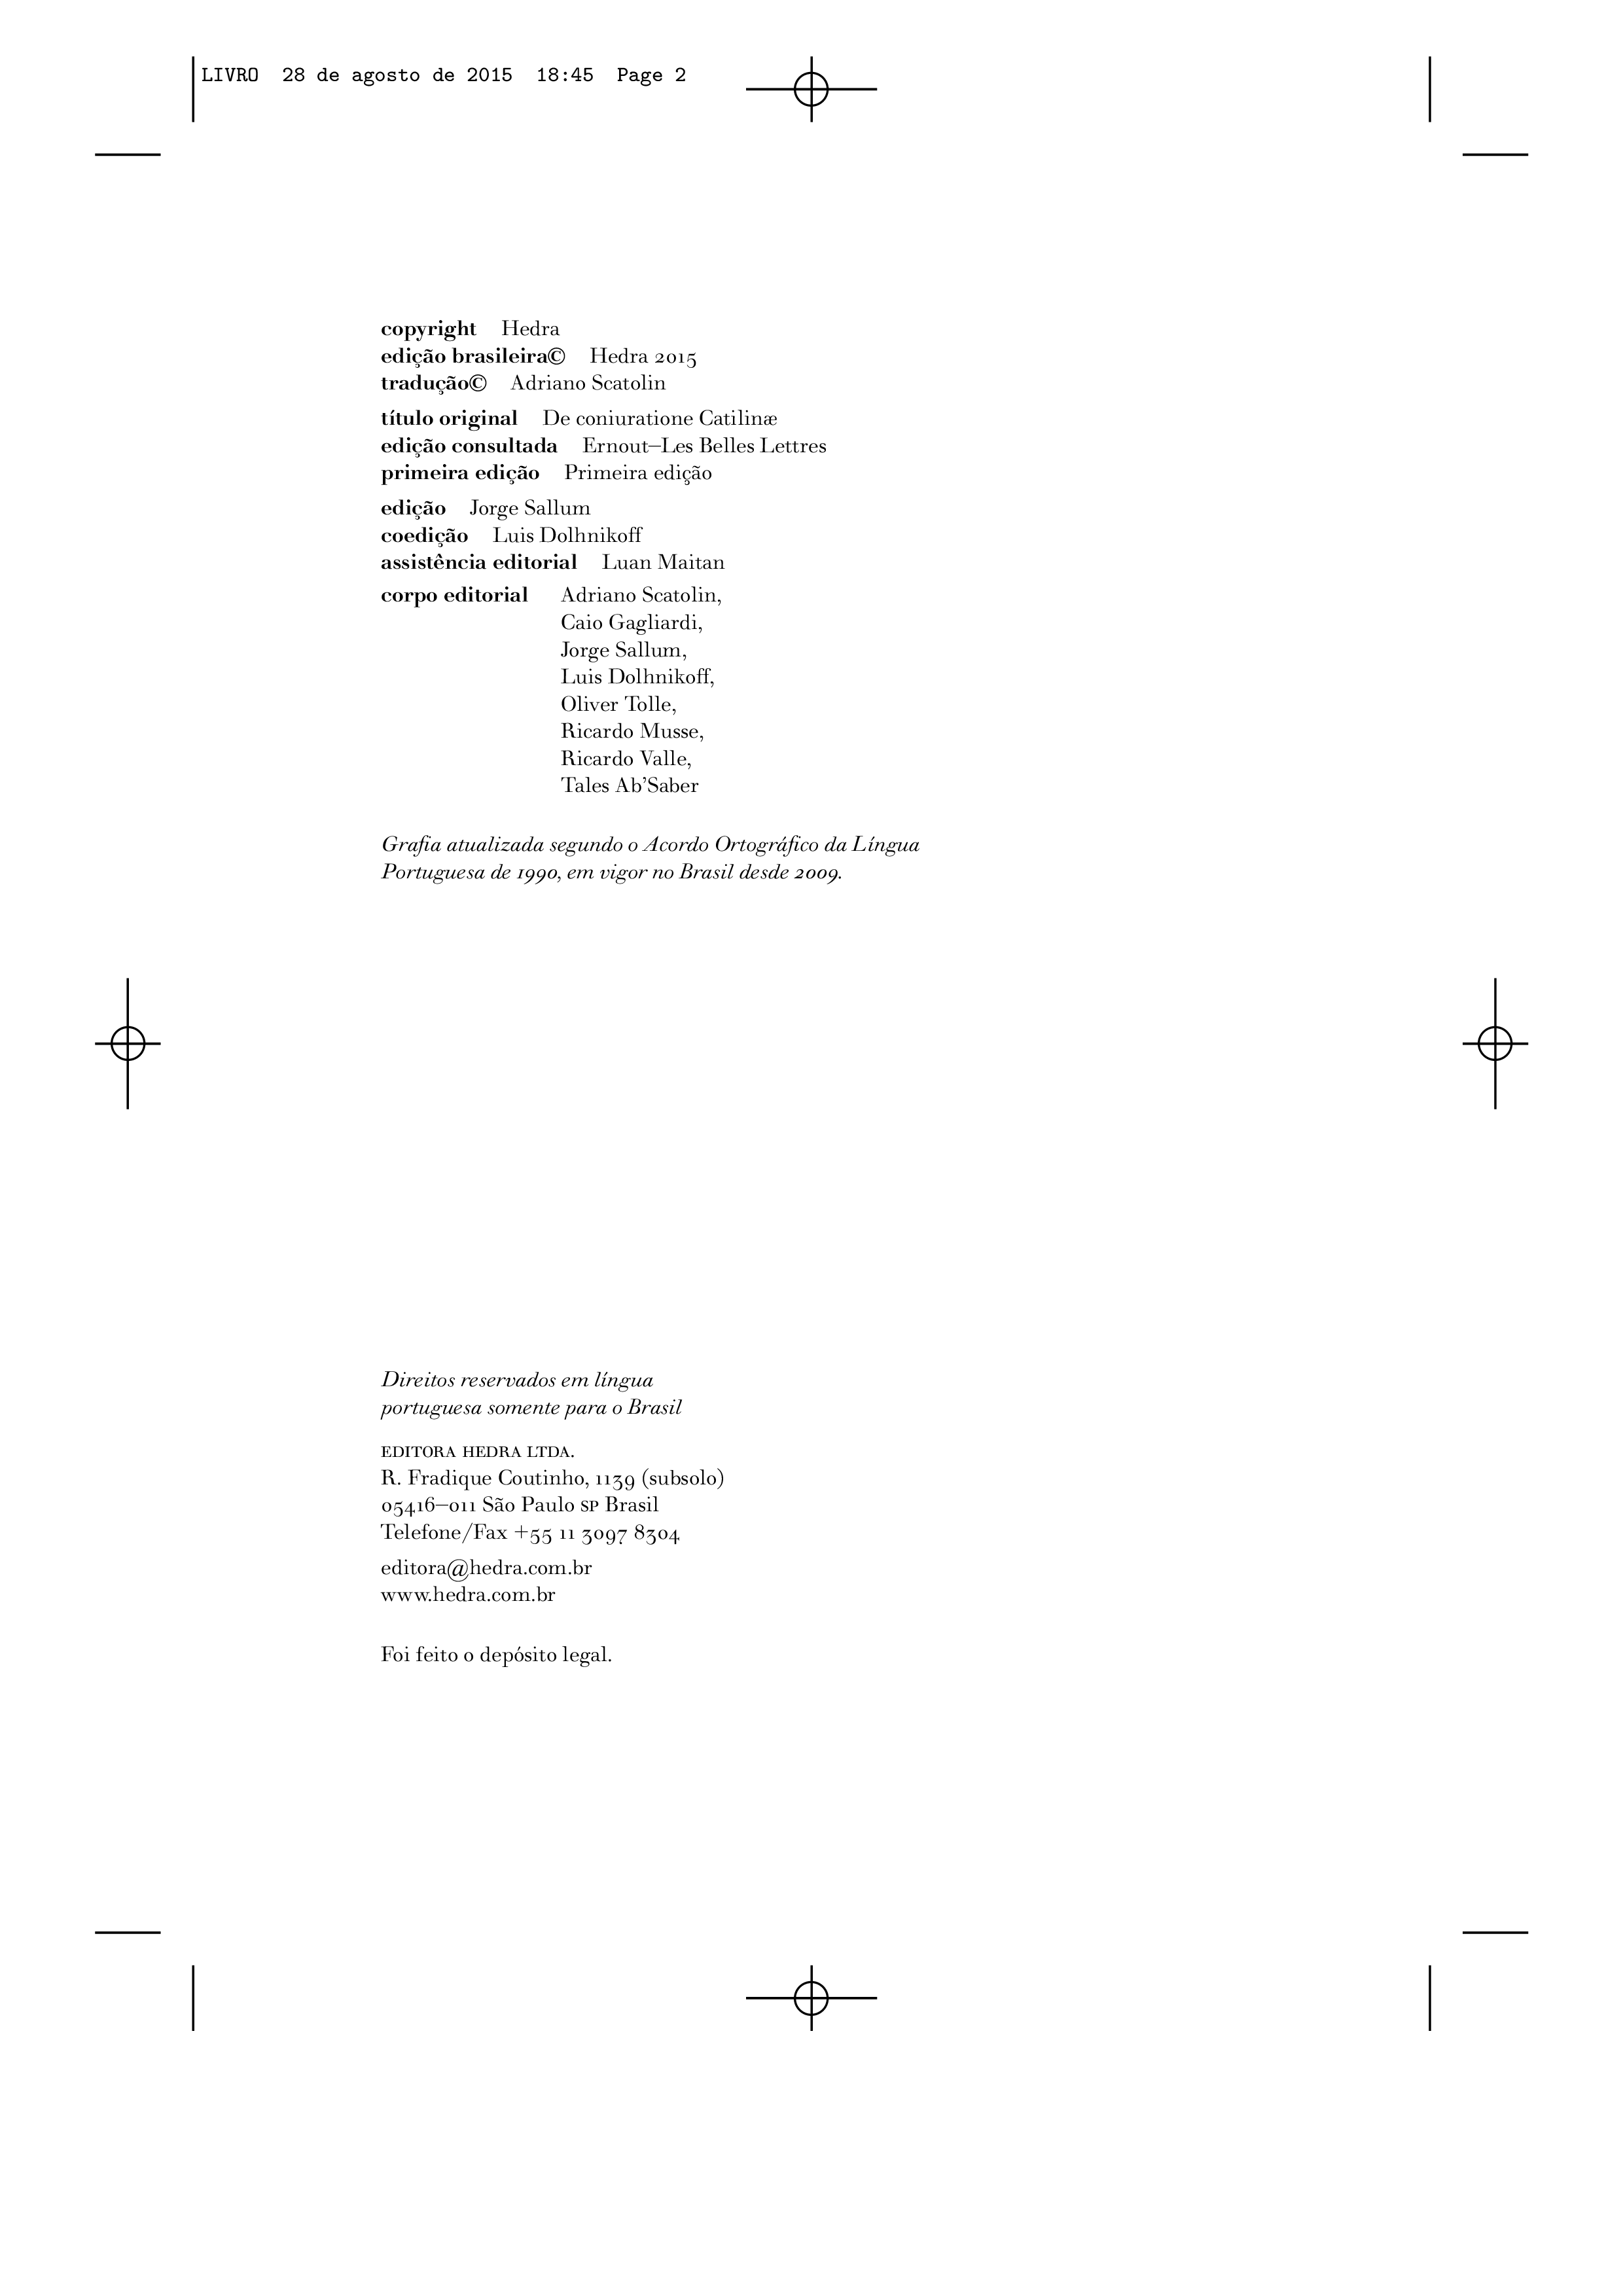 LIVRO 28 de agosto de 2015 18:45 Page 2
copyright Hedra
edição brasileira© Hedra 2015
tradução© Adriano Scatolin
título original De coniuratione Catilinæ
edição consultada Ernout–Les Belles Lettres
primeira edição Primeira edição
edição Jorge Sallum
coedição Luis Dolhnikoff
assistência editorial Luan Maitan
corpo editorial Adriano Scatolin,
Caio Gagliardi,
Jorge Sallum,
Luis Dolhnikoff,
Oliver Tolle,
Ricardo Musse,
Ricardo Valle,
Tales Ab’Saber
Grafia atualizada segundo o Acordo Ortográfico da Língua
Portuguesa de 1990, em vigor no Brasil desde 2009.
Direitos reservados em língua
portuguesa somente para o Brasil
EDITORA HEDRA LTDA.
R. Fradique Coutinho, 1139 (subsolo)
05416–011 São Paulo SP Brasil
Telefone/Fax +55 11 3097 8304
editora@hedra.com.br
www.hedra.com.br
Foi feito o depósito legal.